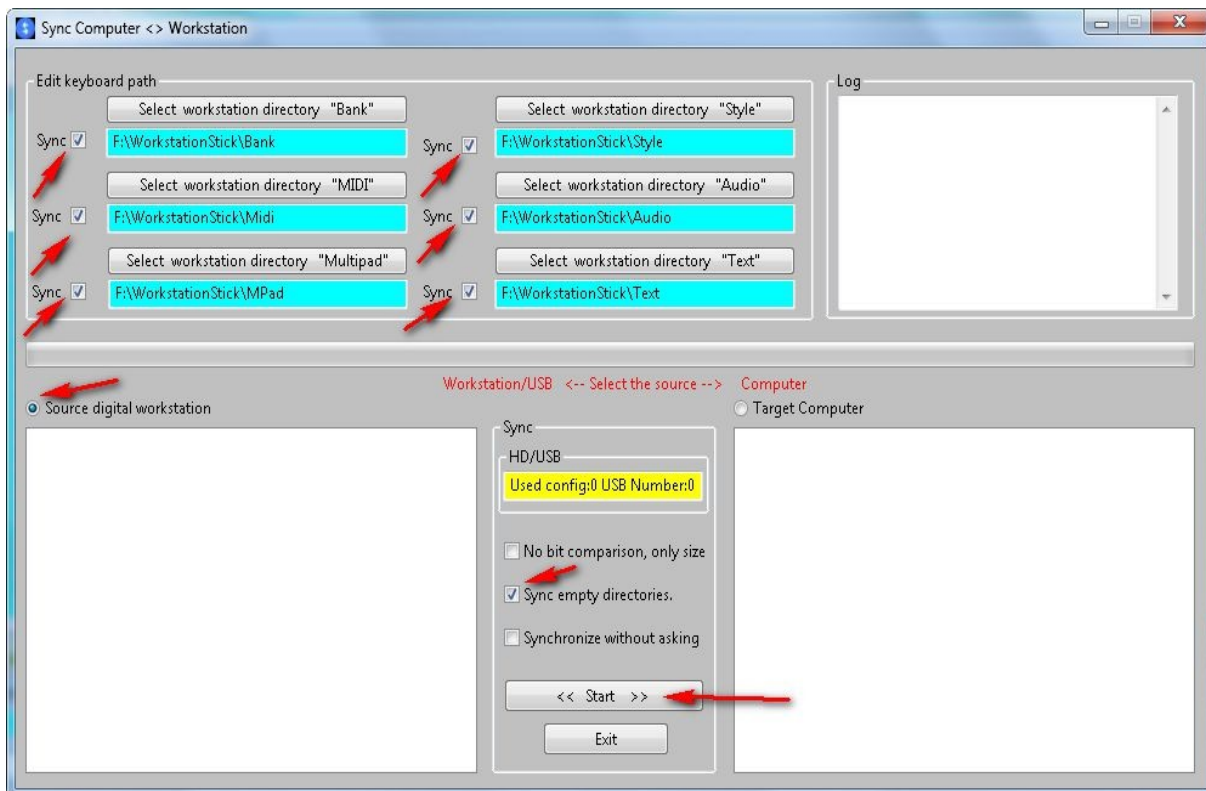 Sync Computer <> Workstation
Edit keyboard path
Select workstation directory "Bank"
Sync
F:\WorkstationStick\Bank
Select workstation directory "MIDI"
Sync
F:\WorkstationStick\Midi
Select workstation directory "Multipad"
Sync
F:\WorkstationStick\MPad
Select workstation directory "Style"
Sync
F:\WorkstationStick\Style
Select workstation directory "Audio"
Sync
F:\WorkstationStick\Audio
Select workstation directory "Text"
Sync
F:\WorkstationStick\Text
Log
Workstation/USB <-- Select the source --> Computer
Source digital workstation
Target Computer
Sync
HD/USB
Used config:0 USB Number:0
No bit comparison, only size
Sync empty directories.
Synchronize without asking
<< Start >>
Exit